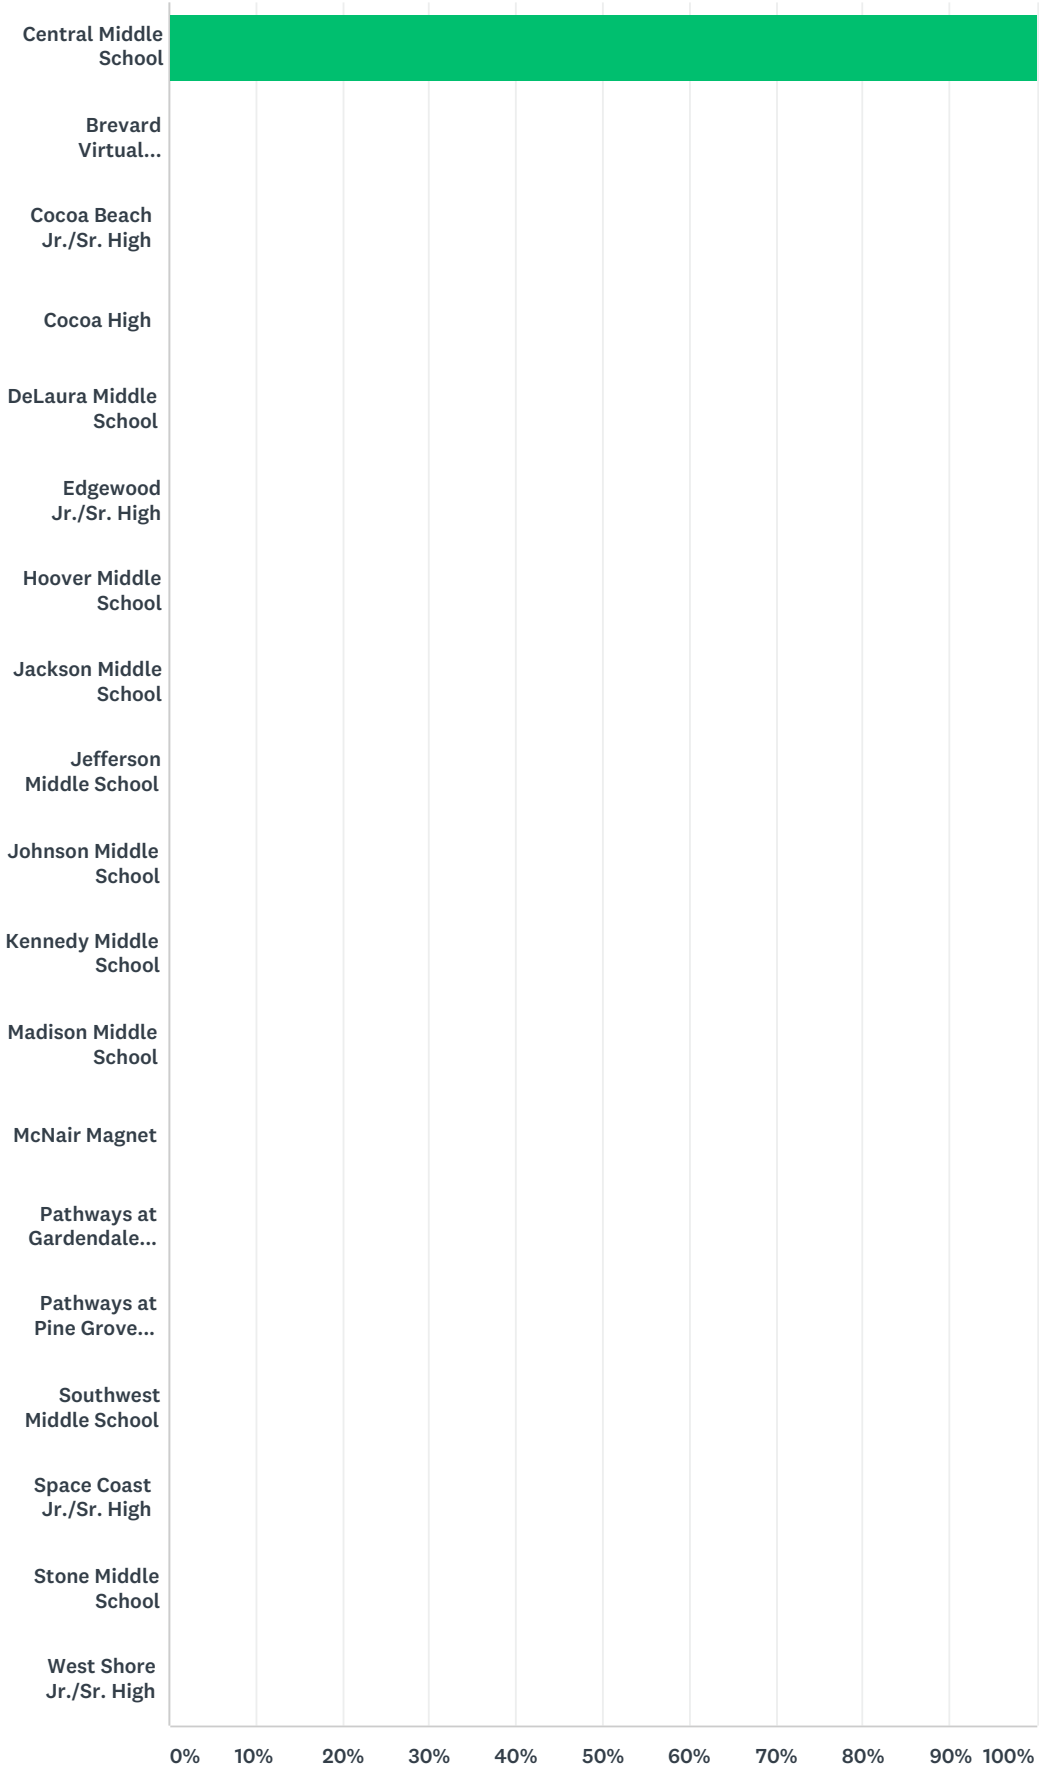 Central Middle
School
Brevard
Virtual...
Cocoa Beach
Jr./Sr. High
Cocoa High
DeLaura Middle
School
Edgewood
Jr./Sr. High
Hoover Middle
School
Jackson Middle
School
Jefferson
Middle School
Johnson Middle
School
Kennedy Middle
School
Madison Middle
School
McNair Magnet
Pathways at
Gardendale...
Pathways at
Pine Grove...
Southwest
Middle School
Space Coast
Jr./Sr. High
Stone Middle
School
West Shore
Jr./Sr. High
0% 10% 20% 30% 40% 50% 60% 70% 80% 90% 100%